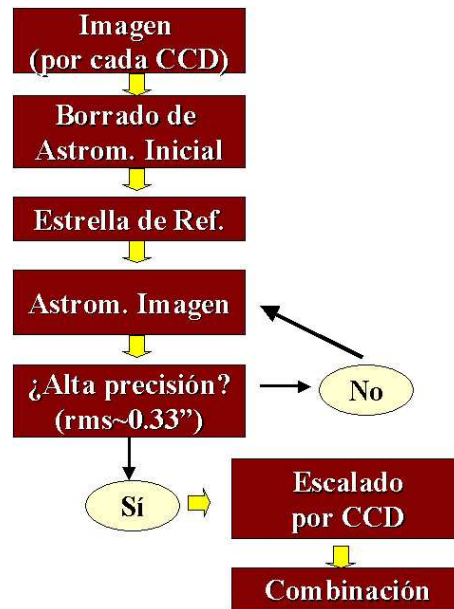 Imagen
(por cada CCD)
Borrado de
Astrom. Inicial
Estrella de Ref.
Astrom. Imagen
¿Alta precisión?
(rms~0.33”)
No
Sí
Escalado
por CCD
Combinación